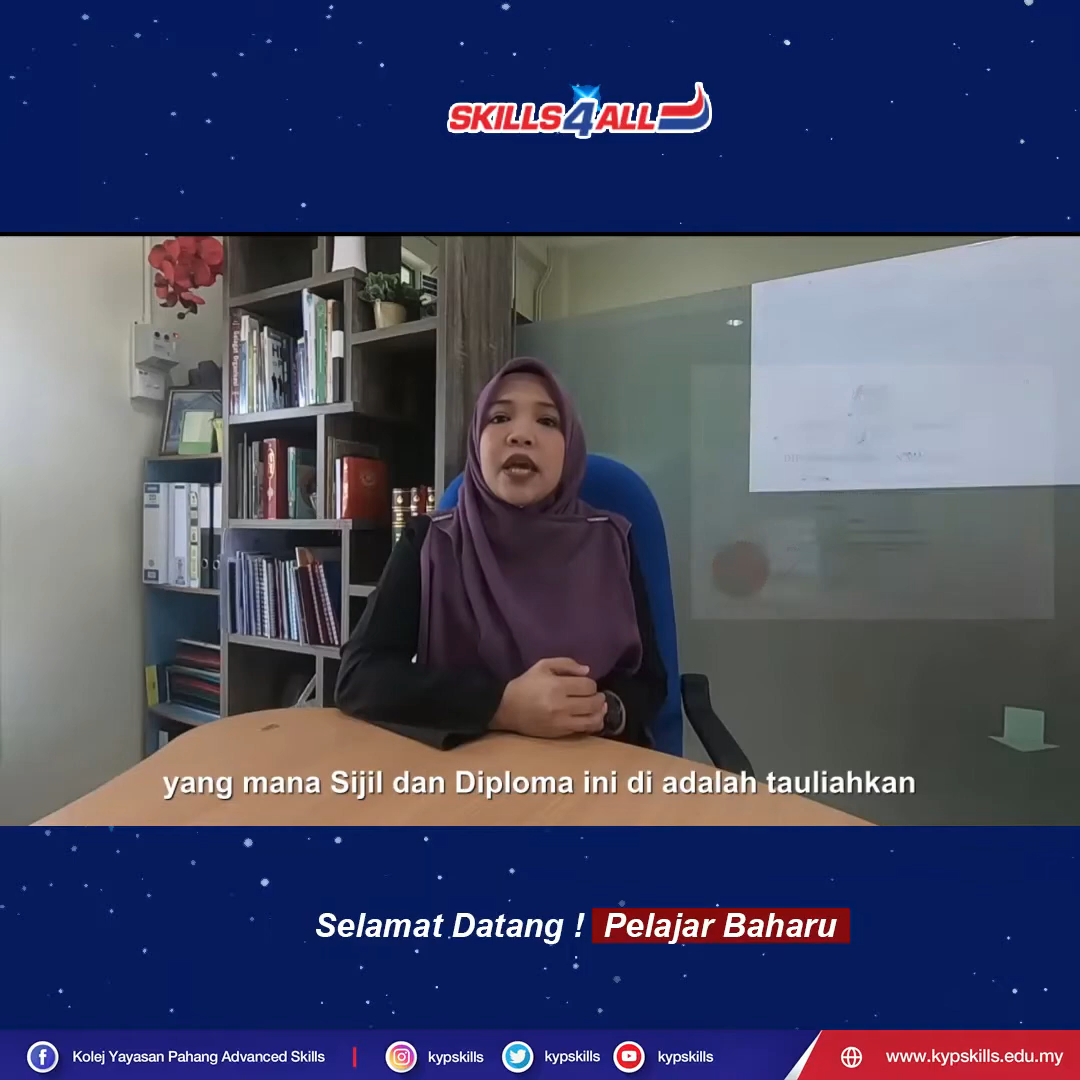 SKILLS4ALL
yang mana Sijil dan Diploma ini di adalah tauliahkan
Selamat Datang ! Pelajar Baharu
Kolej Yayasan Pahang Advanced Skills | kypskills kypskills kypskills www.kypskills.edu.my